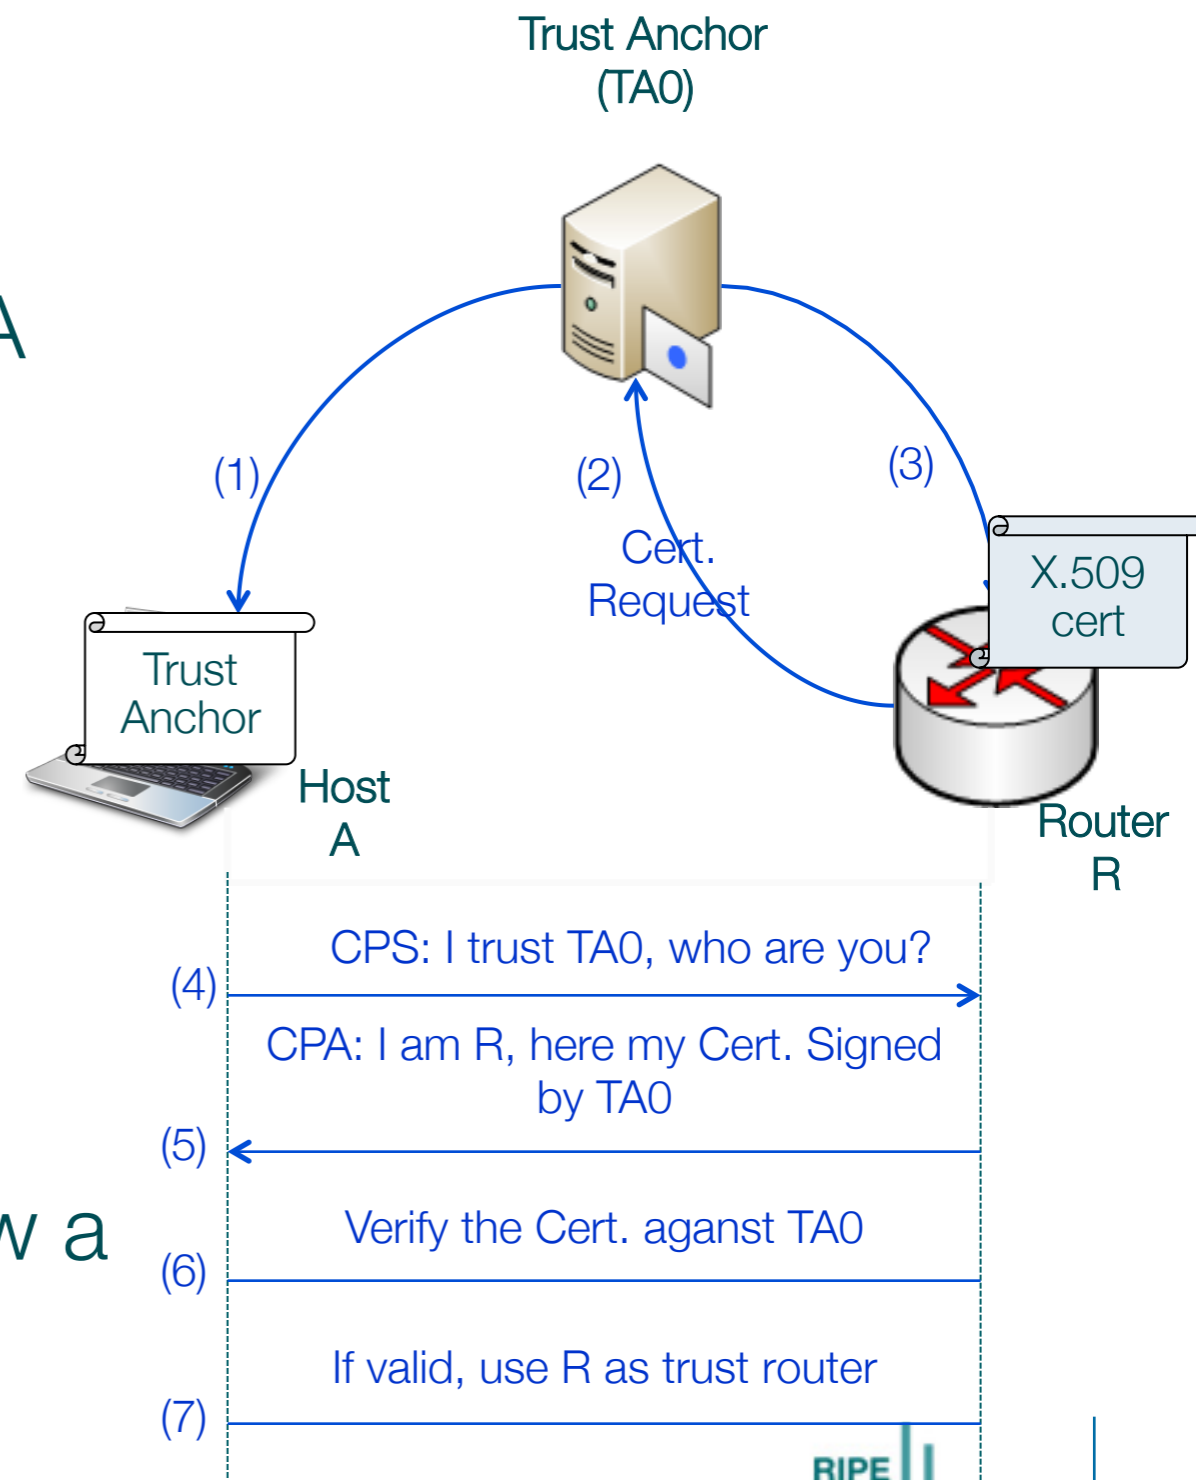 Trust Anchor
(TA0)
A
(1)
(2)
(3)
Cert.
Request
X.509
cert
Trust
Anchor
Host
A
Router
R
CPS: I trust TA0, who are you?
(4)
CPA: I am R, here my Cert. Signed
by TA0
(5)
w a
Verify the Cert. aganst TA0
(6)
If valid, use R as trust router
(7)
RIPE